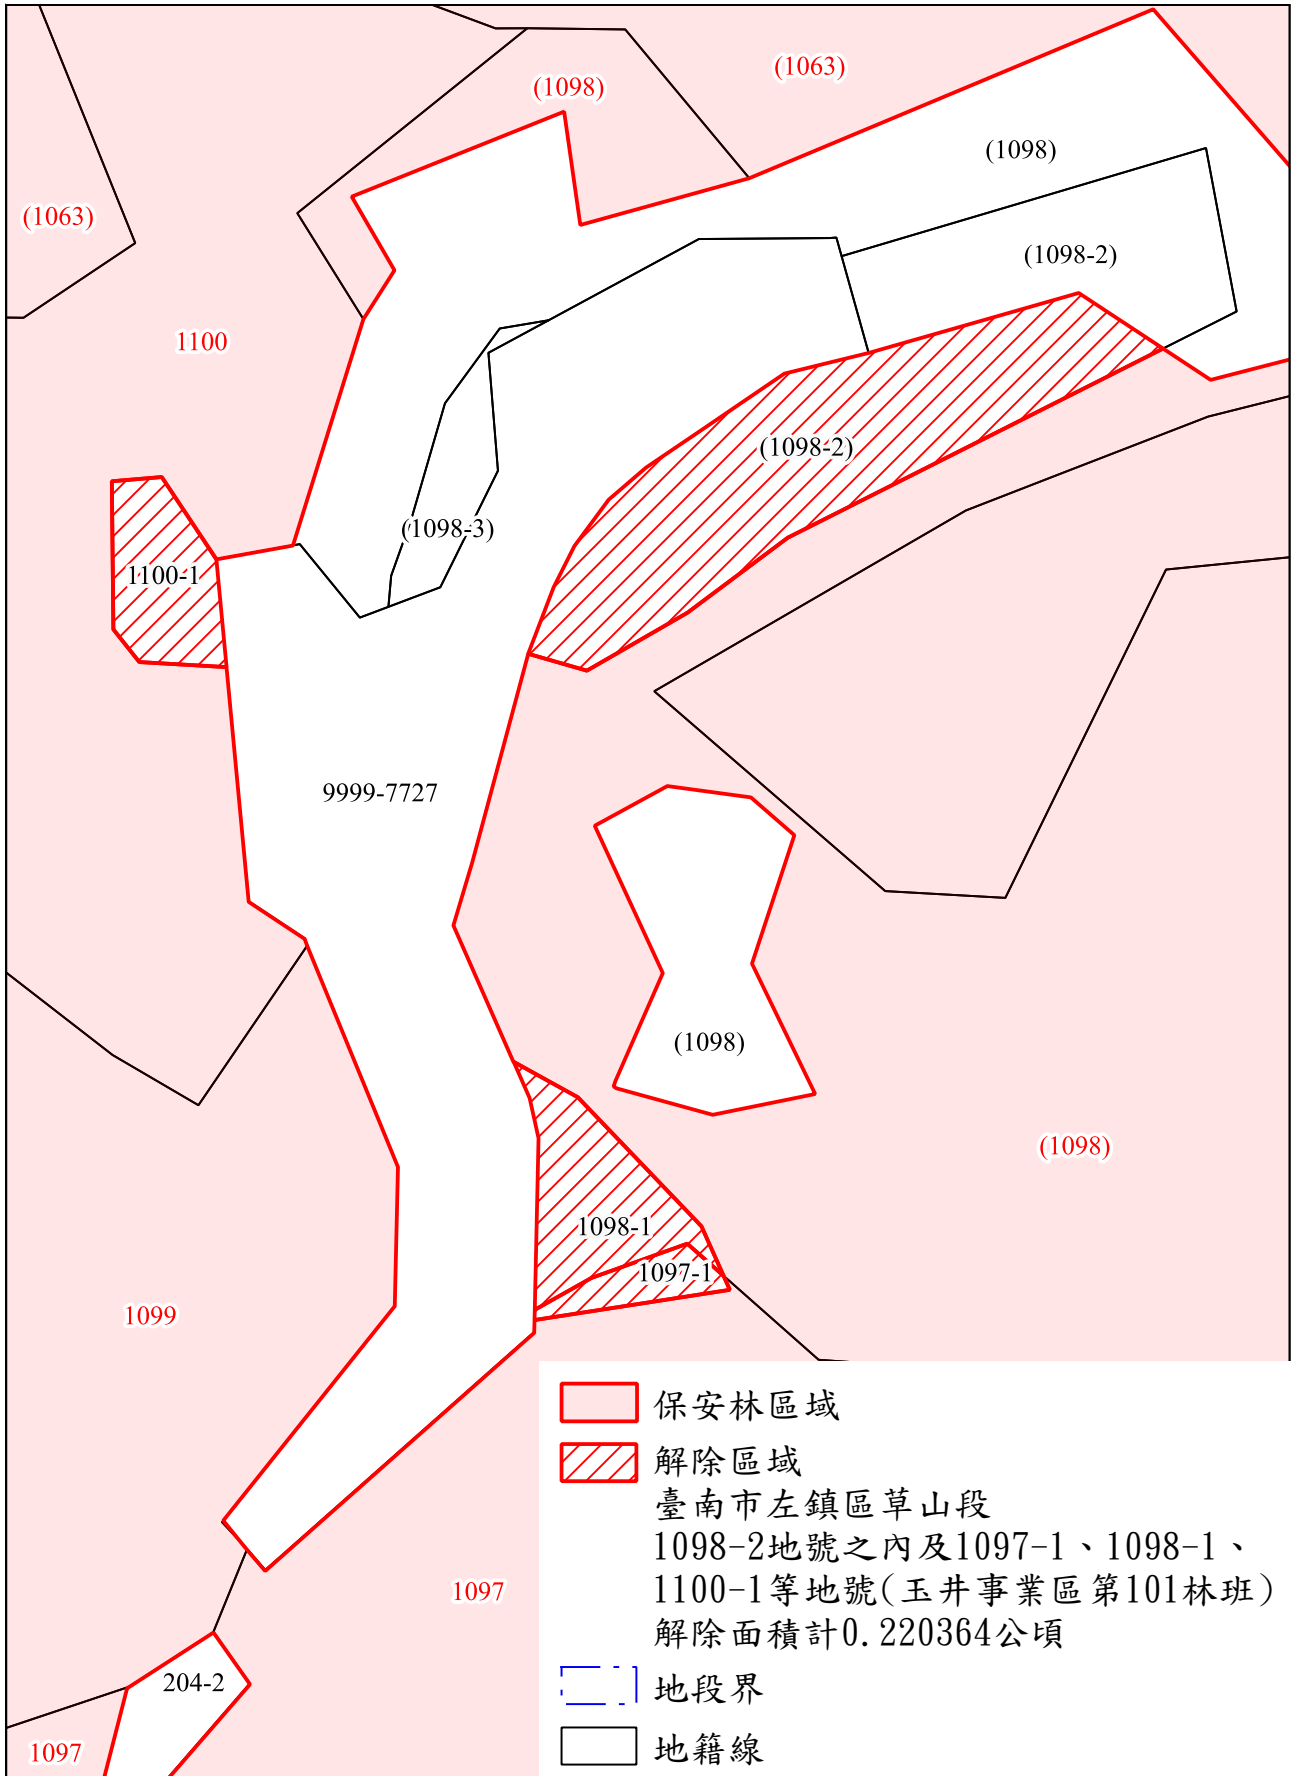 (1063)
(1098)
(1098)
(1063)
(1098-2)
1100
(1098-2)
(1098-3)
1100-1
9999-7727
(1098)
(1098)
1098-1
1097-1
1099
保安林區域
解除區域
臺南市左鎮區草山段
1098-2地號之內及1097-1、1098-1、
1100-1等地號(玉井事業區第101林班)
解除面積計0.220364公頃
1097
204-2
地段界
1097
地籍線